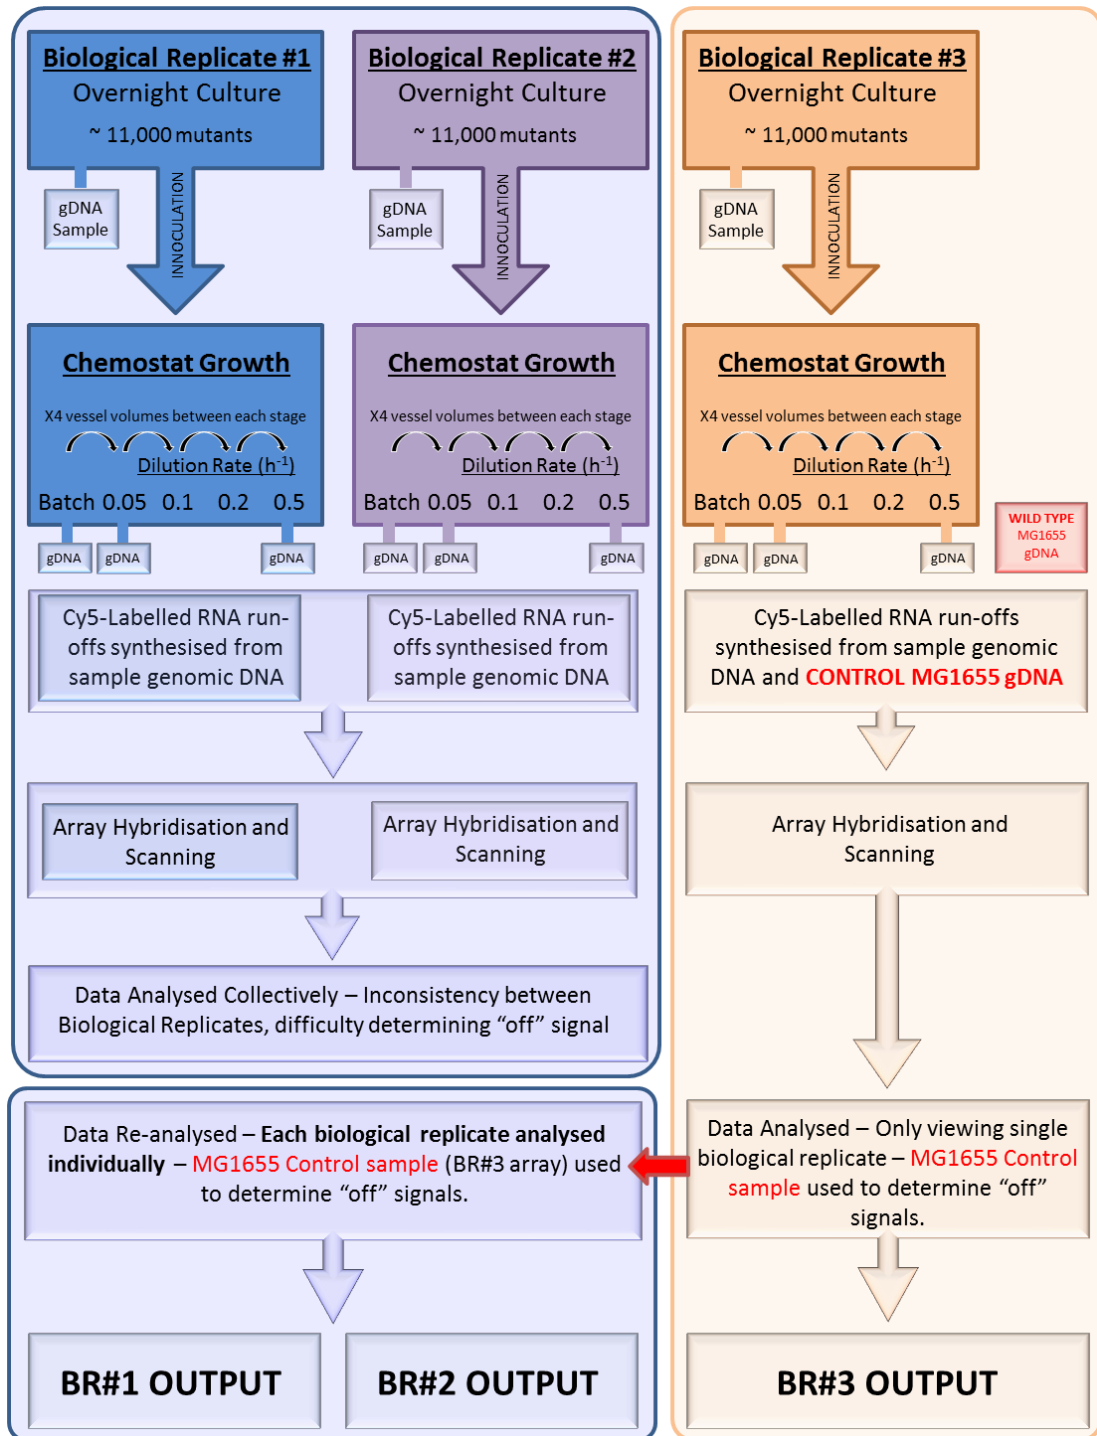 Biological Replicate #1
Overnight Culture
~ 11,000 mutants
gDNA
Sample
INNOCULATION
Biological Replicate #2
Overnight Culture
~ 11,000 mutants
gDNA
Sample
INNOCULATION
Biological Replicate #3
Overnight Culture
~ 11,000 mutants
gDNA
Sample
INNOCULATION
Chemostat Growth
X4 vessel volumes between each stage
Dilution Rate (h⁻¹)
Batch 0.05 0.1 0.2 0.5
gDNA gDNA gDNA
Chemostat Growth
X4 vessel volumes between each stage
Dilution Rate (h⁻¹)
Batch 0.05 0.1 0.2 0.5
gDNA gDNA gDNA
Chemostat Growth
X4 vessel volumes between each stage
Dilution Rate (h⁻¹)
Batch 0.05 0.1 0.2 0.5
gDNA gDNA gDNA
WILD TYPE
MG1655
gDNA
Cy5-Labelled RNA run-
offs synthesised from
sample genomic DNA
Cy5-Labelled RNA run-
offs synthesised from
sample genomic DNA
Cy5-Labelled RNA run-offs
synthesised from sample genomic
DNA and CONTROL MG1655 gDNA
Array Hybridisation and
Scanning
Array Hybridisation and
Scanning
Array Hybridisation and
Scanning
Data Analysed Collectively – Inconsistency between
Biological Replicates, difficulty determining “off” signal
Data Re-analysed – Each biological replicate analysed
individually – MG1655 Control sample (BR#3 array) used
to determine “off” signals.
Data Analysed – Only viewing single
biological replicate – MG1655 Control
sample used to determine “off”
signals.
BR#1 OUTPUT
BR#2 OUTPUT
BR#3 OUTPUT